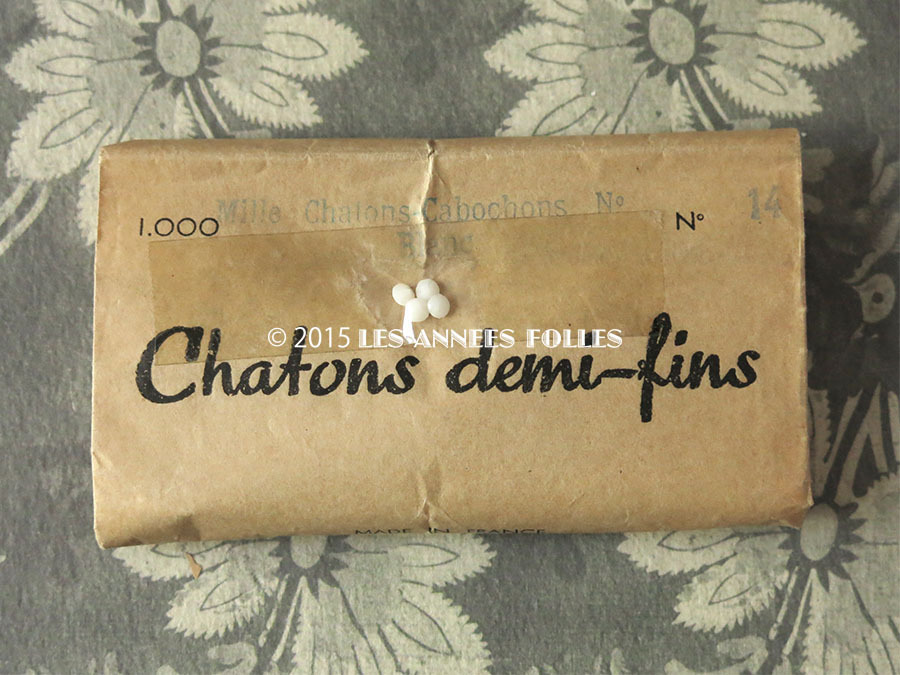 Mille Chatons-Cabochons N° 14
Blanc
1.000 N°
© 2015 LES ANNEES FOLLES
Chatons demi-fins
MADE IN FRANCE